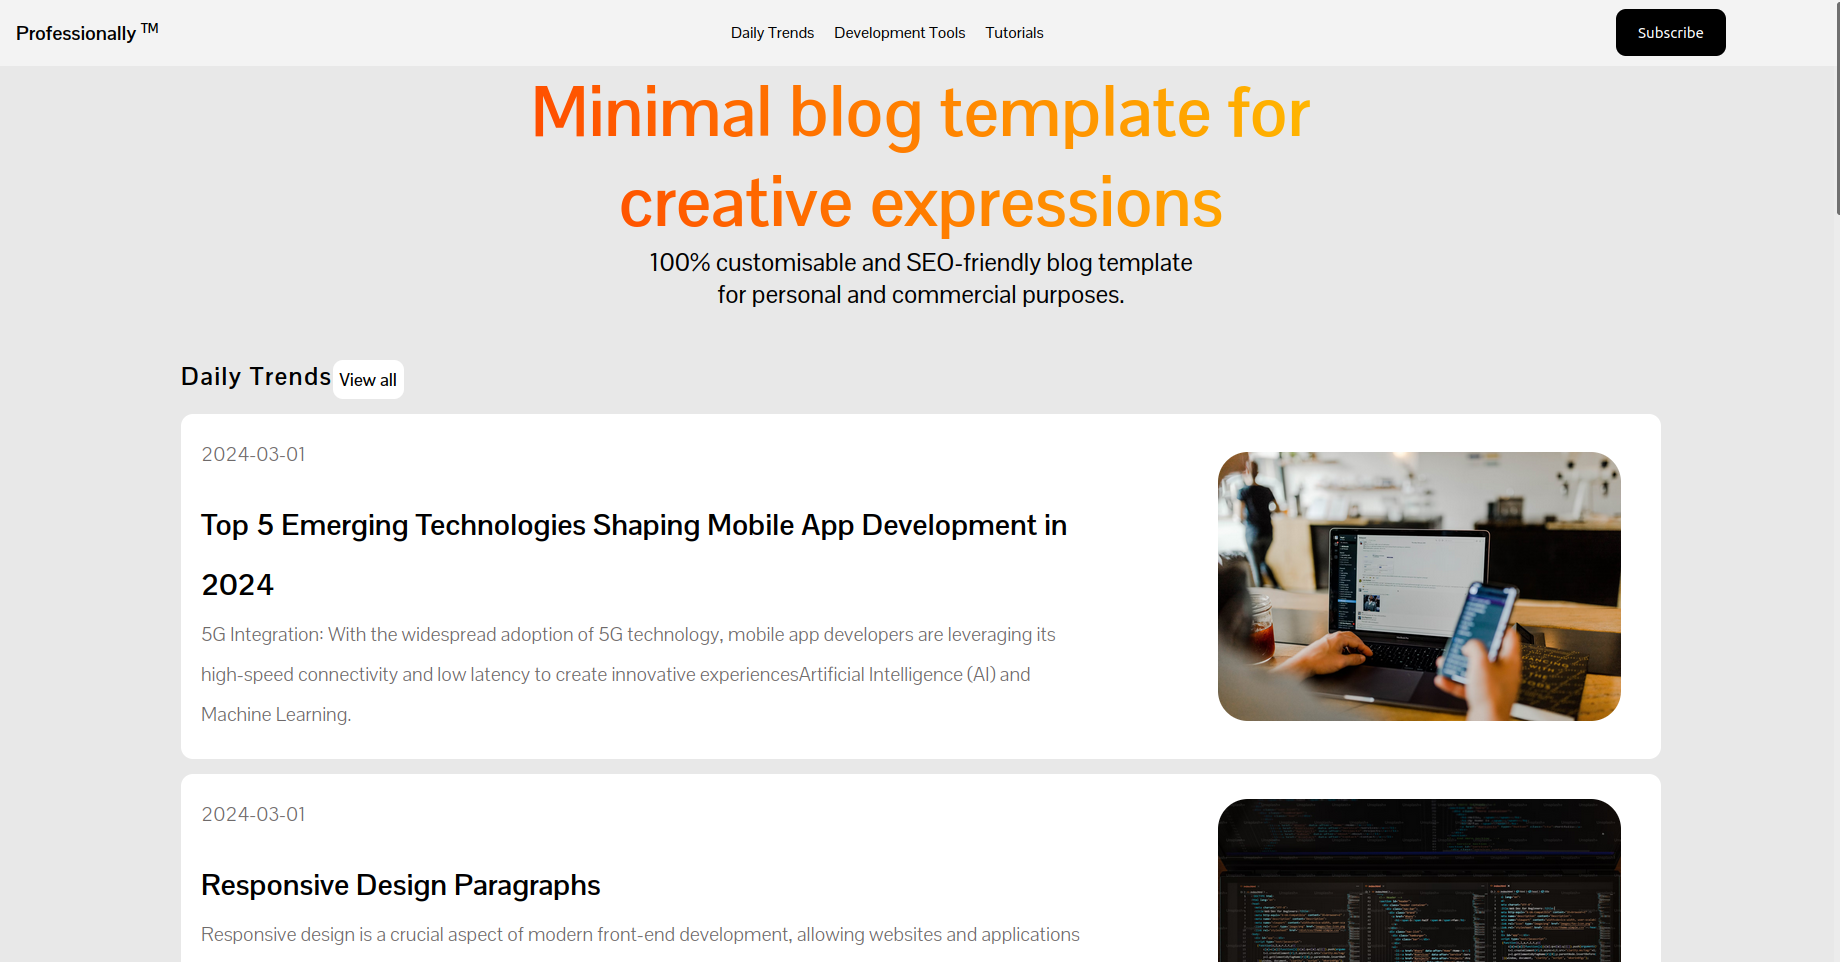 Professionally TM
Daily Trends Development Tools Tutorials
Subscribe
Minimal blog template for
creative expressions
100% customisable and SEO-friendly blog template
for personal and commercial purposes.
Daily Trends View all
2024-03-01
Top 5 Emerging Technologies Shaping Mobile App Development in
2024
5G Integration: With the widespread adoption of 5G technology, mobile app developers are leveraging its
high-speed connectivity and low latency to create innovative experiencesArtificial Intelligence (AI) and
Machine Learning.
2024-03-01
Responsive Design Paragraphs
Responsive design is a crucial aspect of modern front-end development, allowing websites and applications